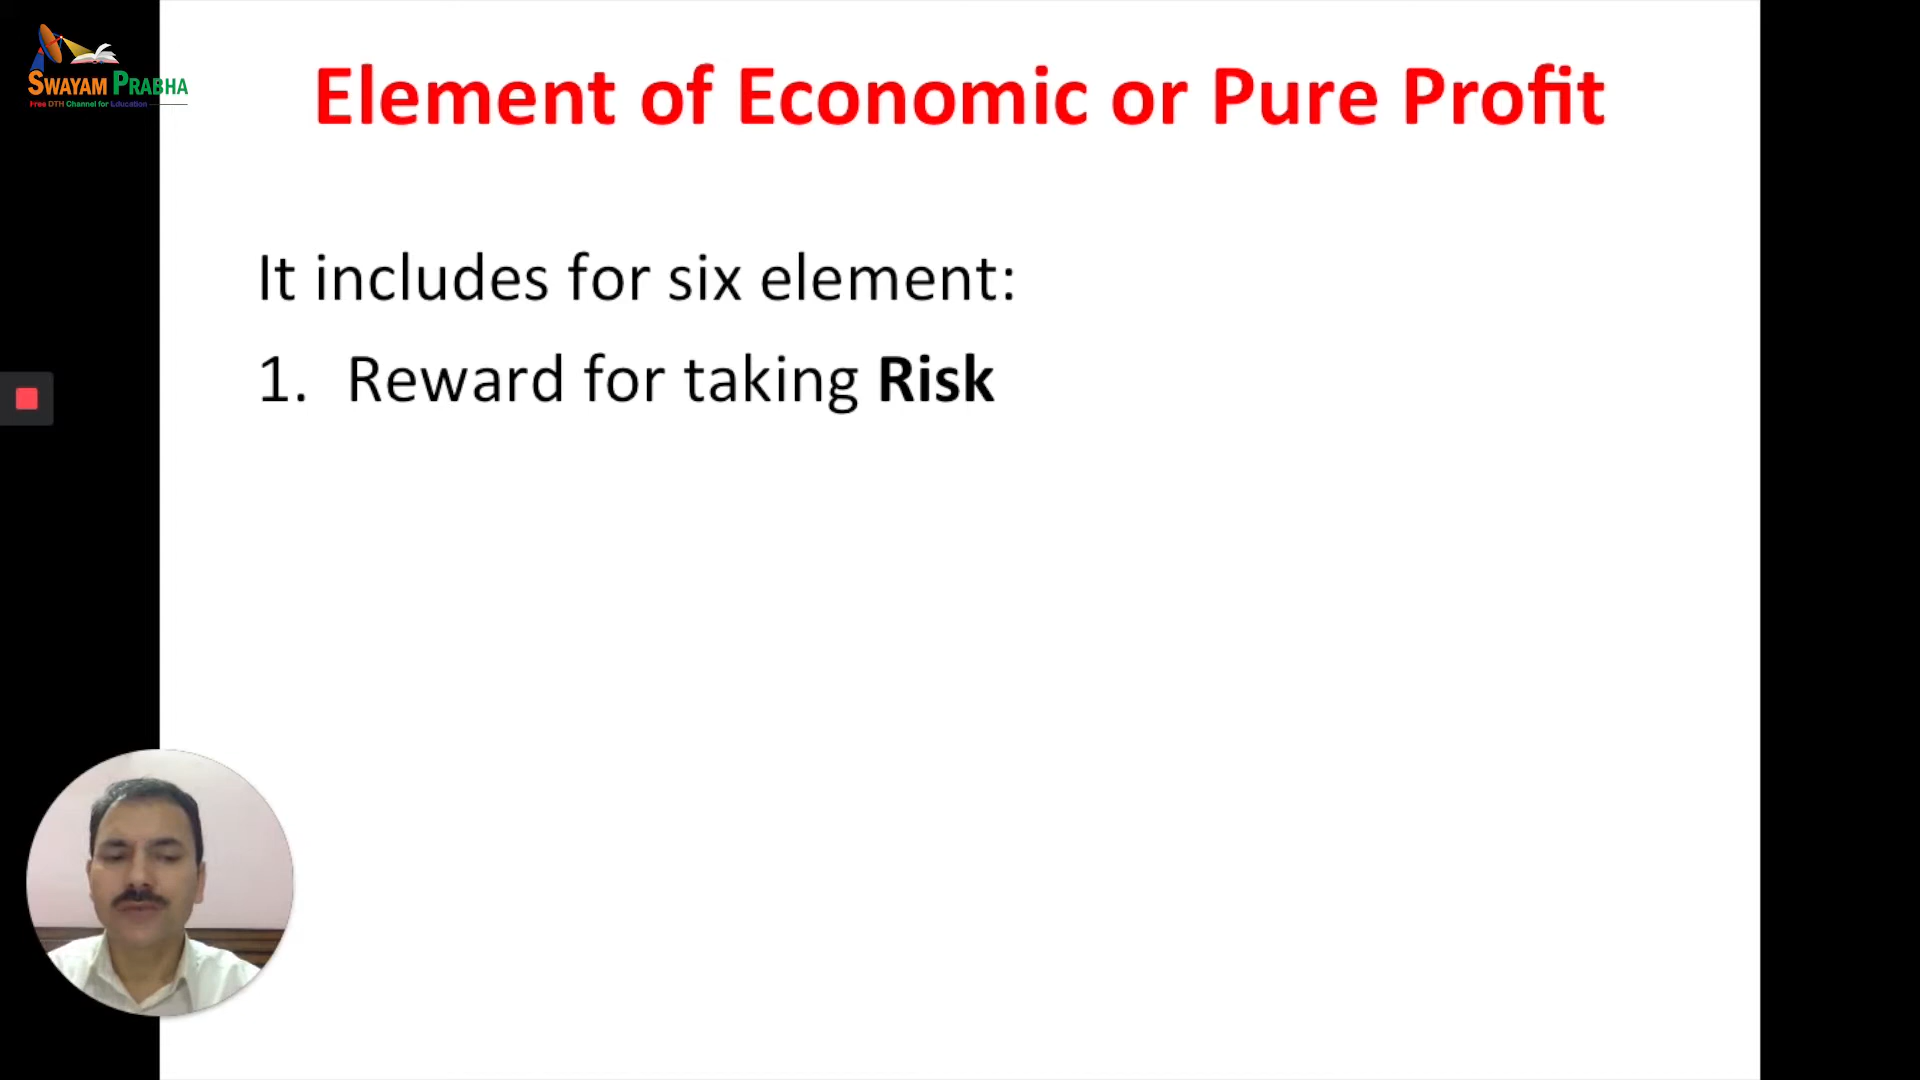 SWAYAM PRABHA
Free DTH Channel for Education
Element of Economic or Pure Profit
It includes for six element:
1. Reward for taking Risk